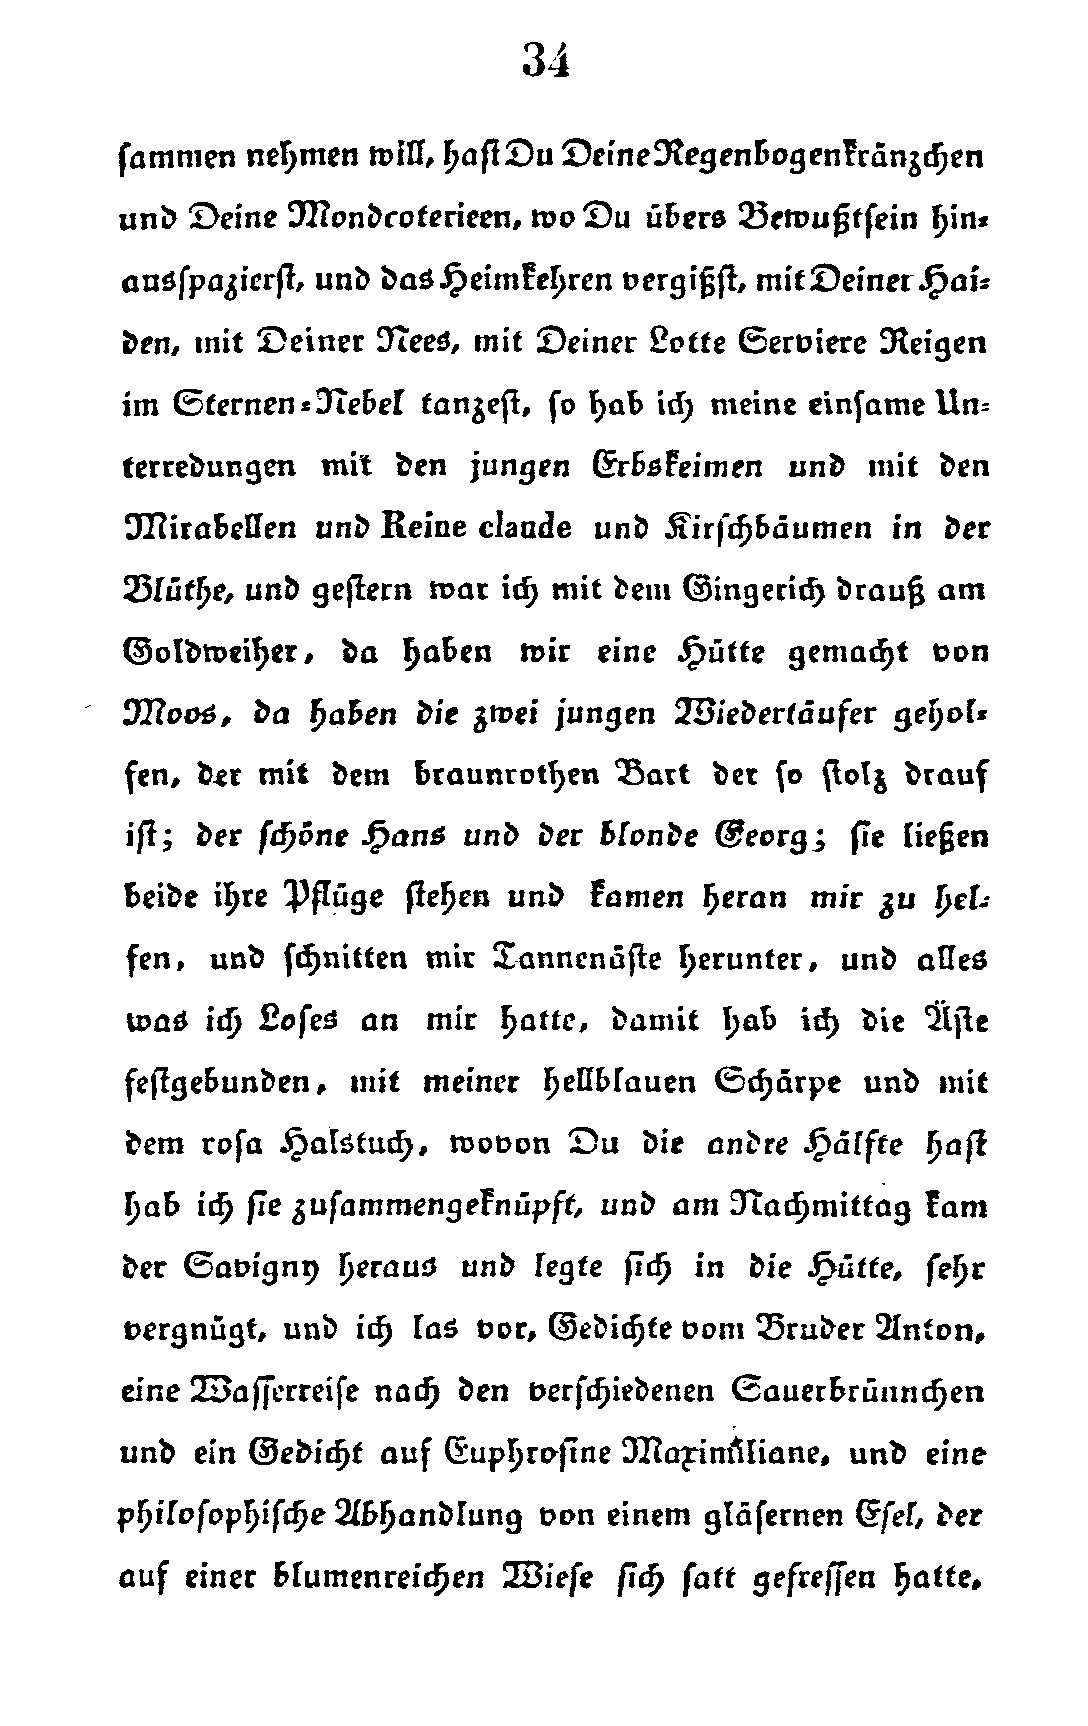 34
sammen nehmen will, hast Du Deine Regenbogenkränzchen
und Deine Mondcoterieen, wo Du übers Bewußtsein hin-
ausspazierst, und das Heimkehren vergißst, mit Deiner Hai-
den, mit Deiner Nees, mit Deiner Lotte Serviere Reigen
im Sternen-Nebel tanzest, so hab ich meine einsame Un-
terredungen mit den jungen Erbskeimen und mit den
Mirabellen und Reine claude und Kirschbäumen in der
Blüthe, und gestern war ich mit dem Gingerich drauß am
Goldweiher, da haben wir eine Hütte gemacht von
Moos, da haben die zwei jungen Wiedertäufer gehol-
fen, der mit dem braunrothen Bart der so stolz drauf
ist; der schöne Hans und der blonde Georg; sie ließen
beide ihre Pflüge stehen und kamen heran mir zu hel-
fen, und schnitten mir Tannenäste herunter, und alles
was ich Loses an mir hatte, damit hab ich die Äste
festgebunden, mit meiner hellblauen Schärpe und mit
dem rosa Halstuch, wovon Du die andre Hälfte hast
hab ich sie zusammengeknüpft, und am Nachmittag kam
der Savigny heraus und legte sich in die Hütte, sehr
vergnügt, und ich las vor, Gedichte vom Bruder Anton,
eine Wasserreise nach den verschiedenen Sauerbrünnchen
und ein Gedicht auf Euphrosine Maximiliane, und eine
philosophische Abhandlung von einem gläsernen Esel, der
auf einer blumenreichen Wiese sich satt gefressen hatte,